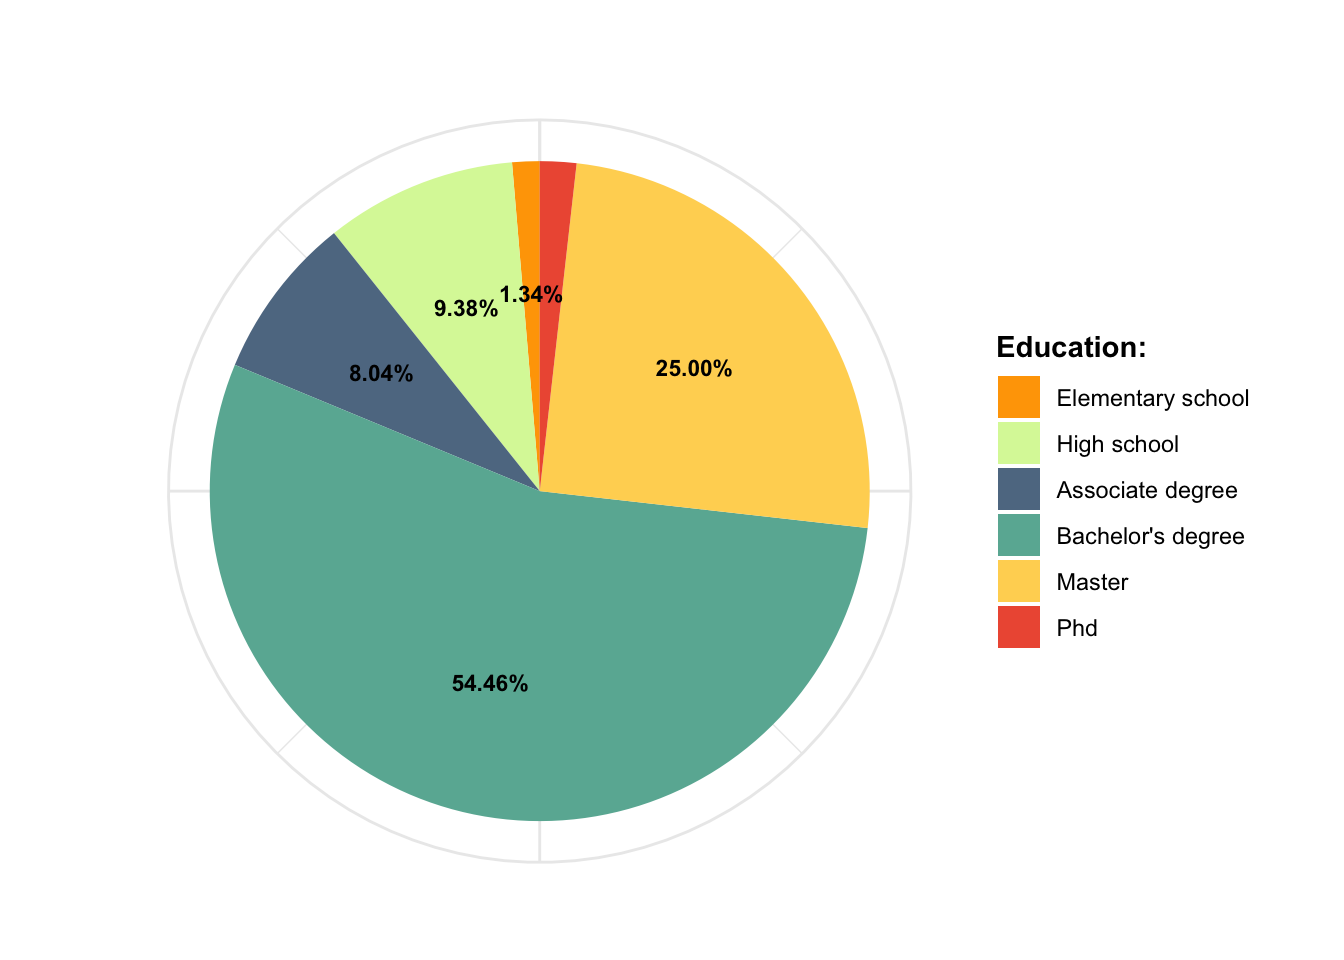 1.34%
9.38%
25.00%
8.04%
54.46%
Education:
Elementary school
High school
Associate degree
Bachelor's degree
Master
Phd